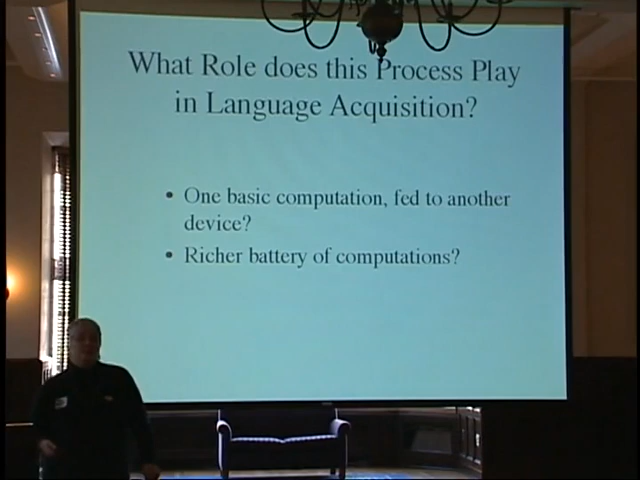 What Role does this Process Play
in Language Acquisition?
• One basic computation, fed to another
device?
• Richer battery of computations?